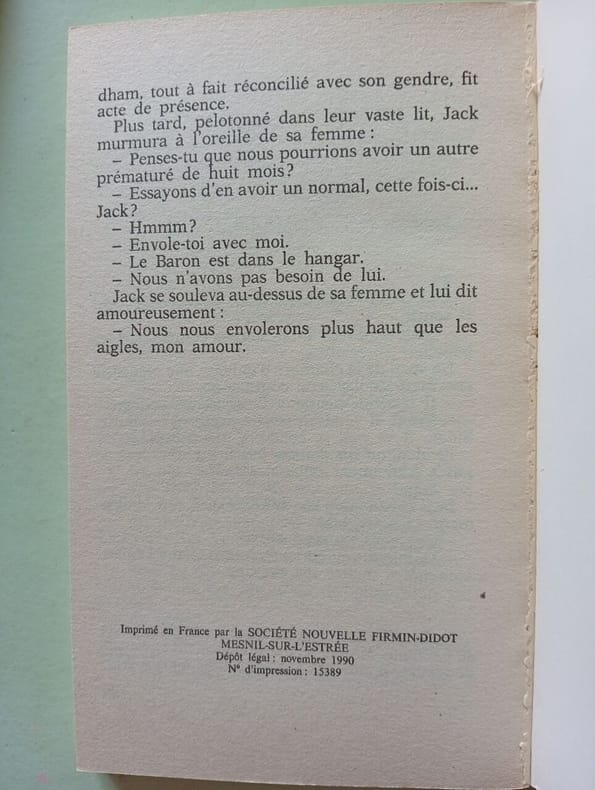 dham, tout à fait réconcilié avec son gendre, fit
acte de présence.
Plus tard, pelotonné dans leur vaste lit, Jack
murmura à l'oreille de sa femme :
– Penses-tu que nous pourrions avoir un autre
prématuré de huit mois?
– Essayons d'en avoir un normal, cette fois-ci...
Jack?
– Hmmm?
– Envole-toi avec moi.
– Le Baron est dans le hangar.
– Nous n'avons pas besoin de lui.
Jack se souleva au-dessus de sa femme et lui dit
amoureusement :
– Nous nous envolerons plus haut que les
aigles, mon amour.
Imprimé en France par la SOCIÉTÉ NOUVELLE FIRMIN-DIDOT
MESNIL-SUR-L'ESTRÉE
Dépôt légal : novembre 1990
N° d'impression : 15389